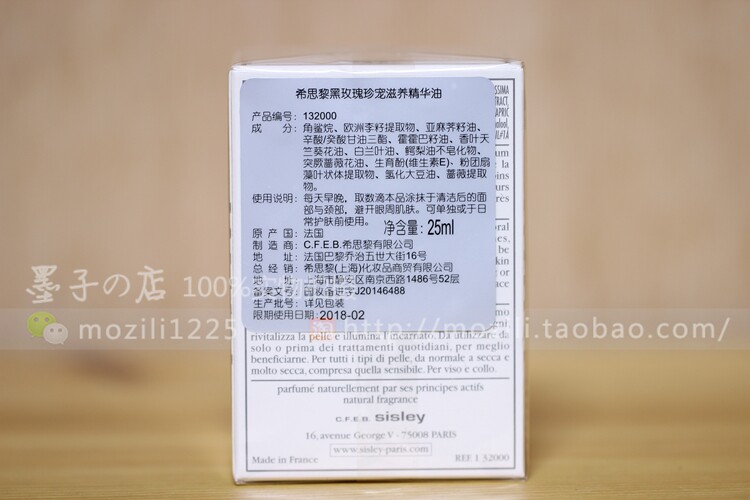 希思黎黑玫瑰珍宠滋养精华油
产品编号：132000
成 分：角鲨烷、欧洲李籽提取物、亚麻荠籽油、
辛酸/癸酸甘油三酯、霍霍巴籽油、香叶天
竺葵花油、白兰叶油、鳄梨油不皂化物、
突厥蔷薇花油、生育酚(维生素E)、粉团扇
藻叶状体提取物、氢化大豆油、蔷薇提取
物。
使用说明：每天早晚，取数滴本品涂抹于清洁后的面
部与颈部，避开眼周肌肤。可单独或于日
常护肤前使用。
净含量：25ml
原 产 国：法国
制 造 商：C.F.E.B.希思黎有限公司
地 址：法国巴黎乔治五世大街16号
总 经 销：希思黎(上海)化妆品商贸有限公司
地 址：上海市静安区南京西路1486号52层
备案文号：国妆备进字J20146488
生产批号：详见包装
限期使用日期：2018-02
墨子の店 100%
mozili1225
淘 http://mozili.taobao.com/
rivitalizza la pelle e illumina l'incarnato. Da utilizzare da
solo o prima dei trattamenti quotidiani, per meglio
beneficiarne. Per tutti i tipi di pelle, da normale a secca e
molto secca, compresa quella sensibile. Per viso e collo.
parfumé naturellement par ses principes actifs
natural fragrance
C.F.E.B. sisley
16, avenue George V - 75008 PARIS
www.sisley-paris.com
Made in France
REF 132000